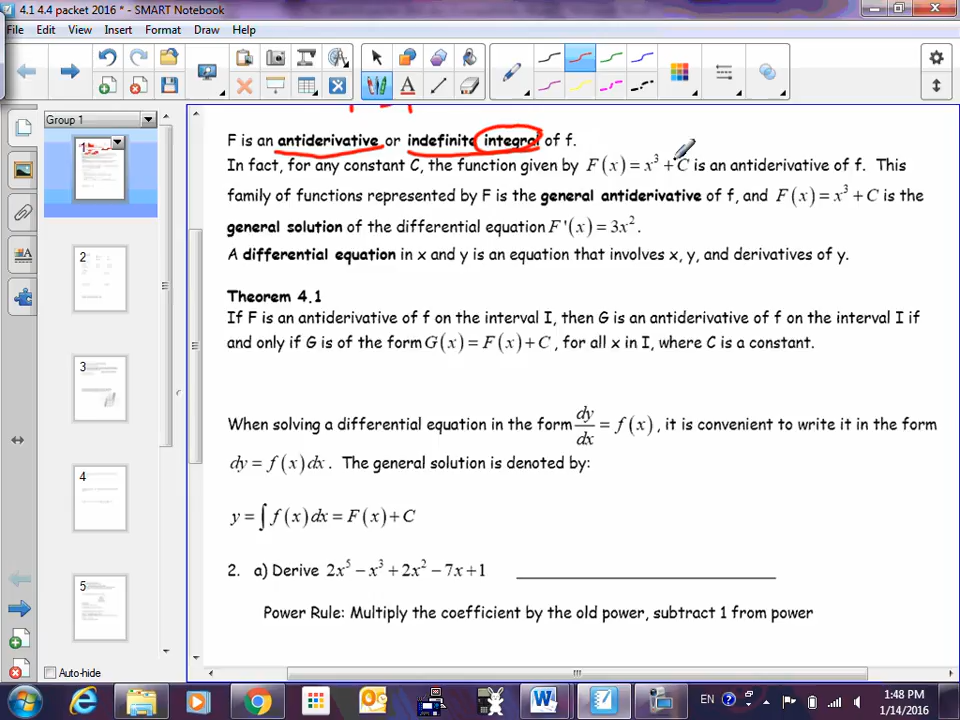 4.1 4.4 packet 2016 * - SMART Notebook
File Edit View Insert Format Draw Help
Group 1
1
2
3
4
5
Auto-hide
F is an antiderivative or indefinite integral of f.
In fact, for any constant C, the function given by F(x) = x³ + C is an antiderivative of f. This
family of functions represented by F is the general antiderivative of f, and F(x) = x³ + C is the
general solution of the differential equation F'(x) = 3x².
A differential equation in x and y is an equation that involves x, y, and derivatives of y.
Theorem 4.1
If F is an antiderivative of f on the interval I, then G is an antiderivative of f on the interval I if
and only if G is of the form G(x) = F(x) + C, for all x in I, where C is a constant.
When solving a differential equation in the form dy/dx = f(x), it is convenient to write it in the form
dy = f(x)dx. The general solution is denoted by:
y = ∫ f(x)dx = F(x) + C
2. a) Derive 2x⁵ − x³ + 2x² − 7x + 1
Power Rule: Multiply the coefficient by the old power, subtract 1 from power
EN
1:48 PM
1/14/2016